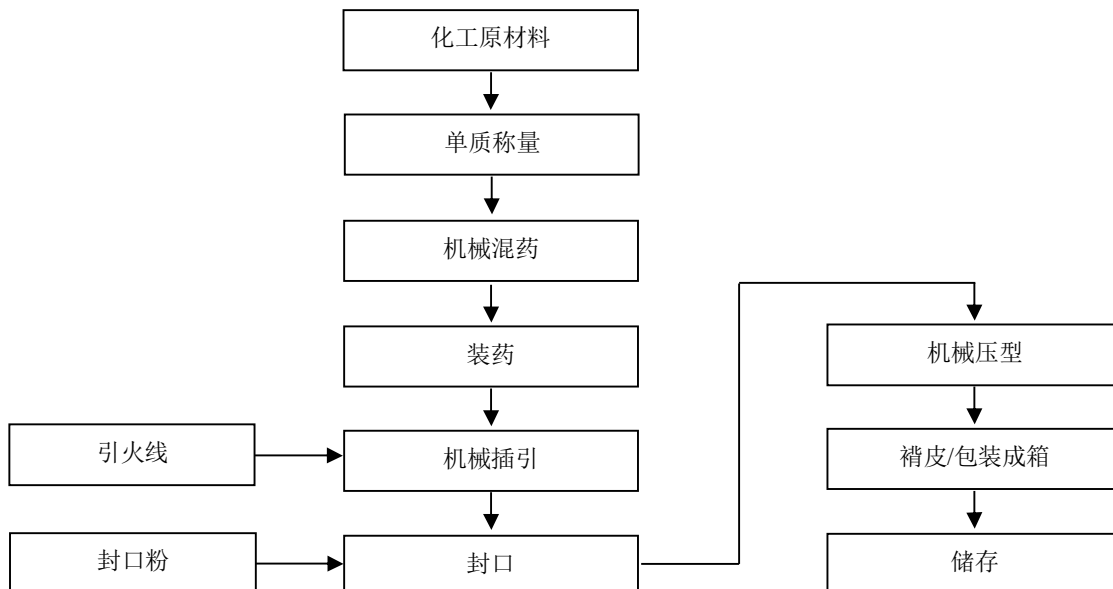 化工原材料
单质称量
机械混药
装药
引火线
机械插引
封口粉
封口
机械压型
褙皮/包装成箱
储存